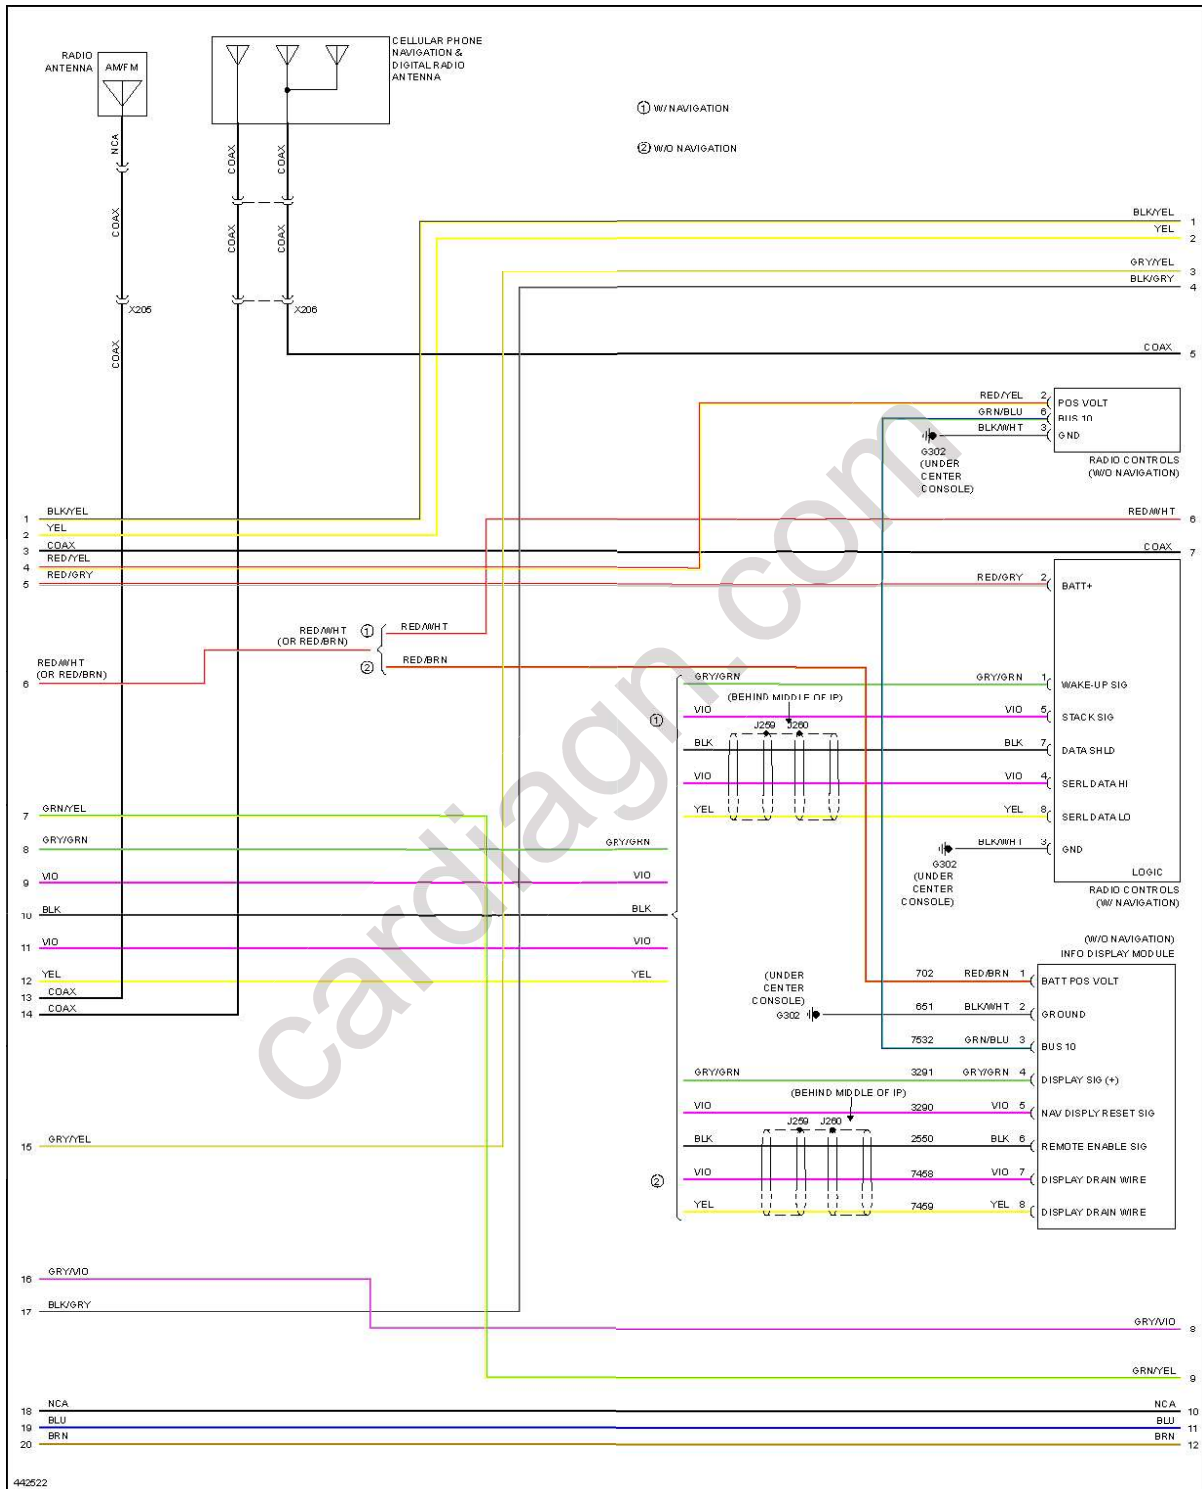 RADIO
ANTENNA
AM/FM
CELLULAR PHONE
NAVIGATION &
DIGITAL RADIO
ANTENNA
① W/ NAVIGATION
② W/O NAVIGATION
NCA
COAX
COAX
COAX
COAX
COAX
COAX
X205
X206
COAX
BLK/YEL 1
YEL 2
GRY/YEL 3
BLK/GRY 4
COAX 5
RED/YEL 2 POS VOLT
GRN/BLU 6 BUS 10
BLK/WHT 3 GND
G302
(UNDER
CENTER
CONSOLE)
RADIO CONTROLS
(W/O NAVIGATION)
1 BLK/YEL
2 YEL
3 COAX
4 RED/YEL
5 RED/GRY
RED/WHT 6
COAX 7
RED/GRY 2 BATT+
RED/WHT
(OR RED/BRN)
① RED/WHT
② RED/BRN
6 RED/WHT
(OR RED/BRN)
①
GRY/GRN GRY/GRN 1 WAKE-UP SIG
(BEHIND MIDDLE OF IP)
VIO VIO 5 STACK SIG
J259 J260
BLK BLK 7 DATA SHLD
VIO VIO 4 SERL DATA HI
YEL YEL 8 SERL DATA LO
BLK/WHT 3 GND
G302
(UNDER
CENTER
CONSOLE)
LOGIC
RADIO CONTROLS
(W/ NAVIGATION)
7 GRN/YEL
8 GRY/GRN GRY/GRN
9 VIO VIO
10 BLK BLK
11 VIO VIO
12 YEL YEL
13 COAX
14 COAX
(W/O NAVIGATION)
INFO DISPLAY MODULE
702 RED/BRN 1 BATT POS VOLT
(UNDER
CENTER
CONSOLE)
G302
651 BLK/WHT 2 GROUND
7532 GRN/BLU 3 BUS 10
GRY/GRN 3291 GRY/GRN 4 DISPLAY SIG (+)
(BEHIND MIDDLE OF IP)
VIO 3290 VIO 5 NAV DISPLY RESET SIG
J259 J260
BLK 2550 BLK 6 REMOTE ENABLE SIG
②
VIO 7458 VIO 7 DISPLAY DRAIN WIRE
YEL 7459 YEL 8 DISPLAY DRAIN WIRE
15 GRY/YEL
16 GRY/VIO
17 BLK/GRY
GRY/VIO 8
GRN/YEL 9
18 NCA NCA 10
19 BLU BLU 11
20 BRN BRN 12
442522
cardiagn.com